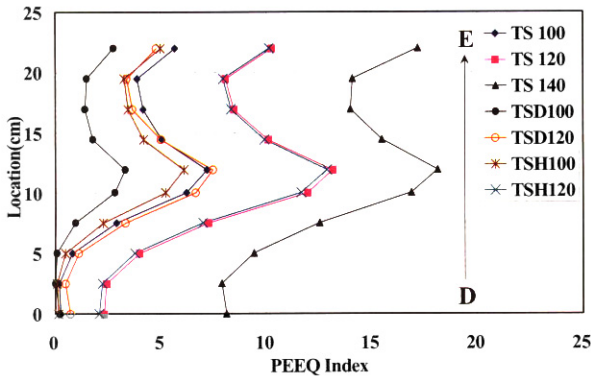 25
20
15
10
5
0
Location(cm)
0 5 10 15 20 25
PEEQ Index
E
D
TS 100
TS 120
TS 140
TSD100
TSD120
TSH100
TSH120